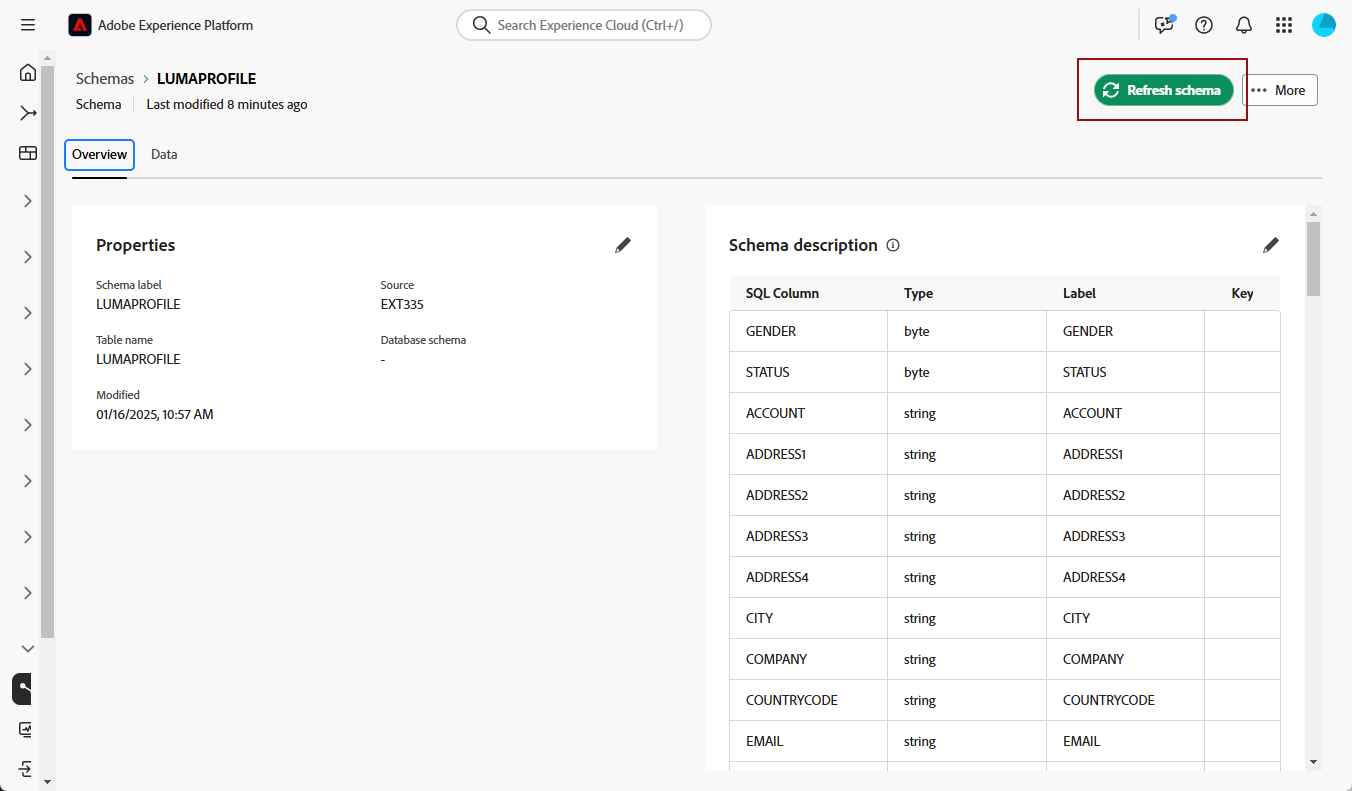 Adobe Experience Platform
Search Experience Cloud (Ctrl+/)
Schemas > LUMAPROFILE
Schema Last modified 8 minutes ago
Refresh schema
More
Overview Data
Properties
Schema label Source
LUMAPROFILE EXT335
Table name Database schema
LUMAPROFILE -
Modified
01/16/2025, 10:57 AM
Schema description
SQL Column Type Label Key
GENDER byte GENDER
STATUS byte STATUS
ACCOUNT string ACCOUNT
ADDRESS1 string ADDRESS1
ADDRESS2 string ADDRESS2
ADDRESS3 string ADDRESS3
ADDRESS4 string ADDRESS4
CITY string CITY
COMPANY string COMPANY
COUNTRYCODE string COUNTRYCODE
EMAIL string EMAIL